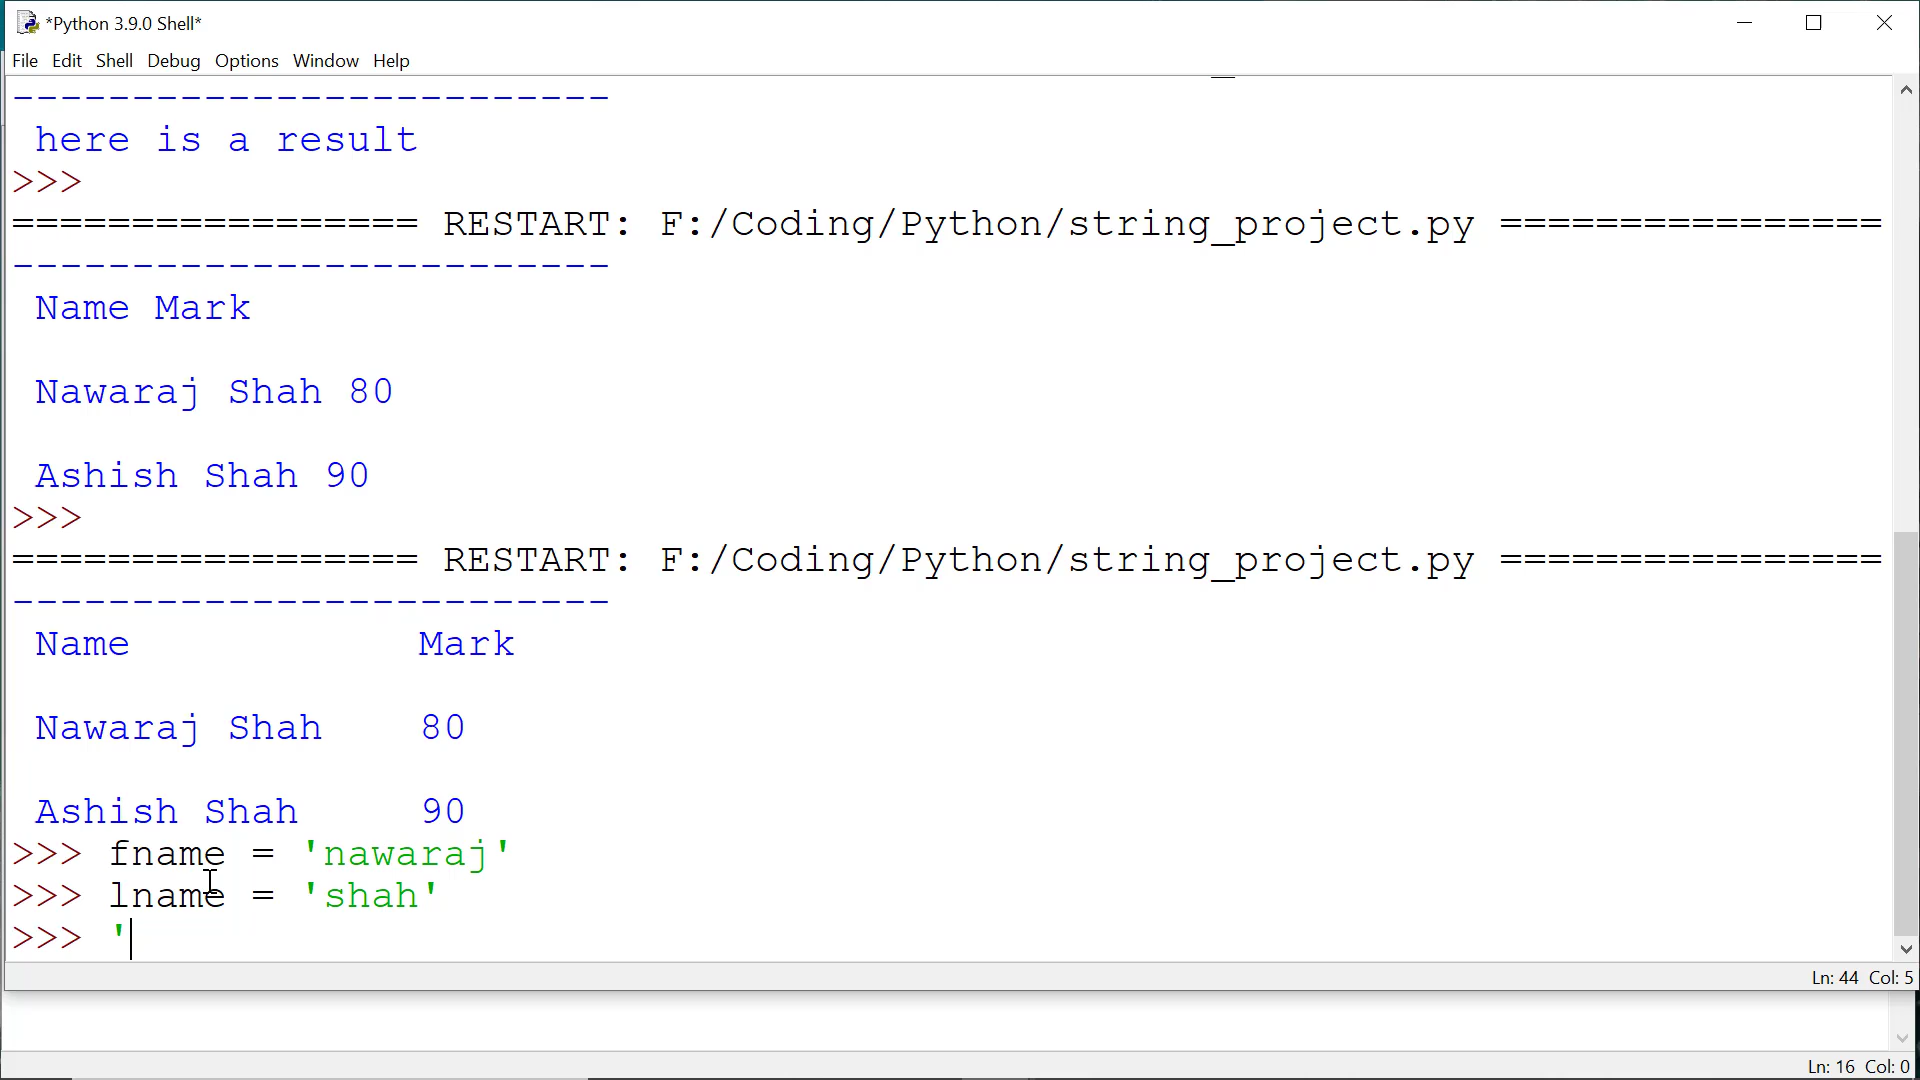 *Python 3.9.0 Shell*
File Edit Shell Debug Options Window Help
-------------------------
here is a result
>>>
================= RESTART: F:/Coding/Python/string_project.py ================
-------------------------
Name Mark
Nawaraj Shah 80
Ashish Shah 90
>>>
================= RESTART: F:/Coding/Python/string_project.py ================
-------------------------
Name            Mark
Nawaraj Shah    80
Ashish Shah     90
>>> fname = 'nawaraj'
>>> lname = 'shah'
>>> '
Ln: 44 Col: 5
Ln: 16 Col: 0